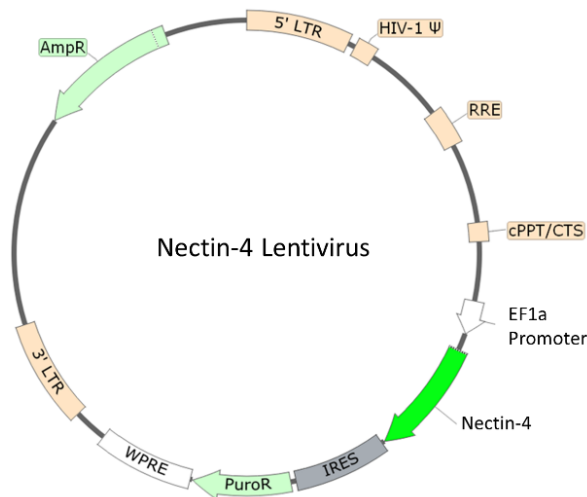 5' LTR
HIV-1 Ψ
AmpR
RRE
cPPT/CTS
Nectin-4 Lentivirus
EF1a
Promoter
Nectin-4
3' LTR
WPRE
PuroR
IRES